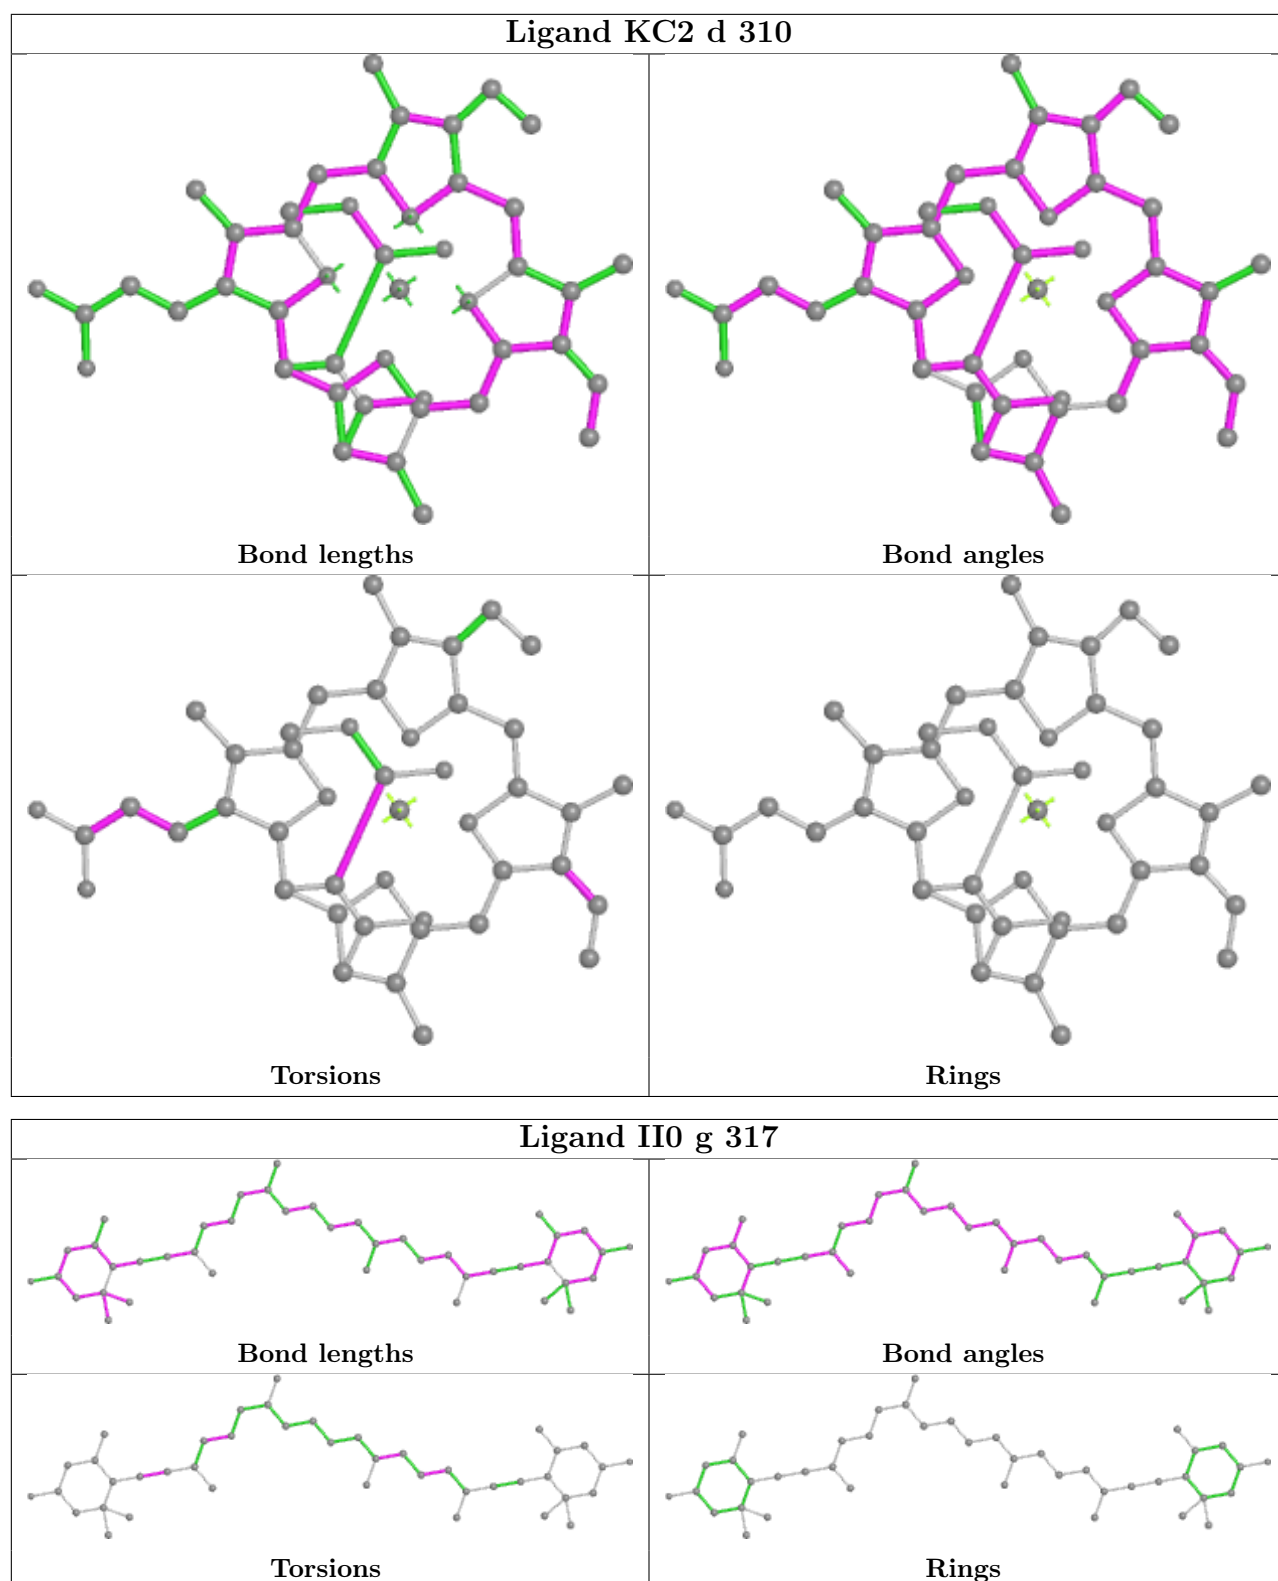 Ligand KC2 d 310
Bond lengths
Bond angles
Torsions
Rings
Ligand II0 g 317
Bond lengths
Bond angles
Torsions
Rings